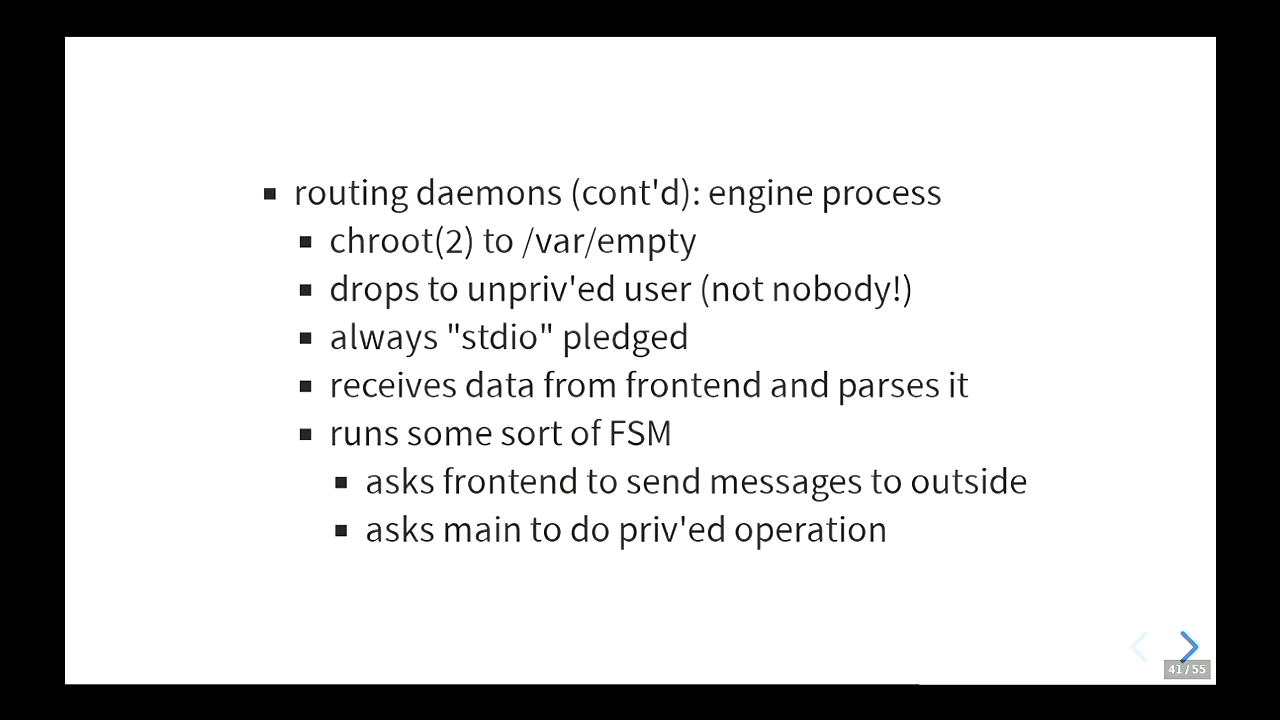 routing daemons (cont'd): engine process
chroot(2) to /var/empty
drops to unpriv'ed user (not nobody!)
always "stdio" pledged
receives data from frontend and parses it
runs some sort of FSM
asks frontend to send messages to outside
asks main to do priv'ed operation
41 / 55